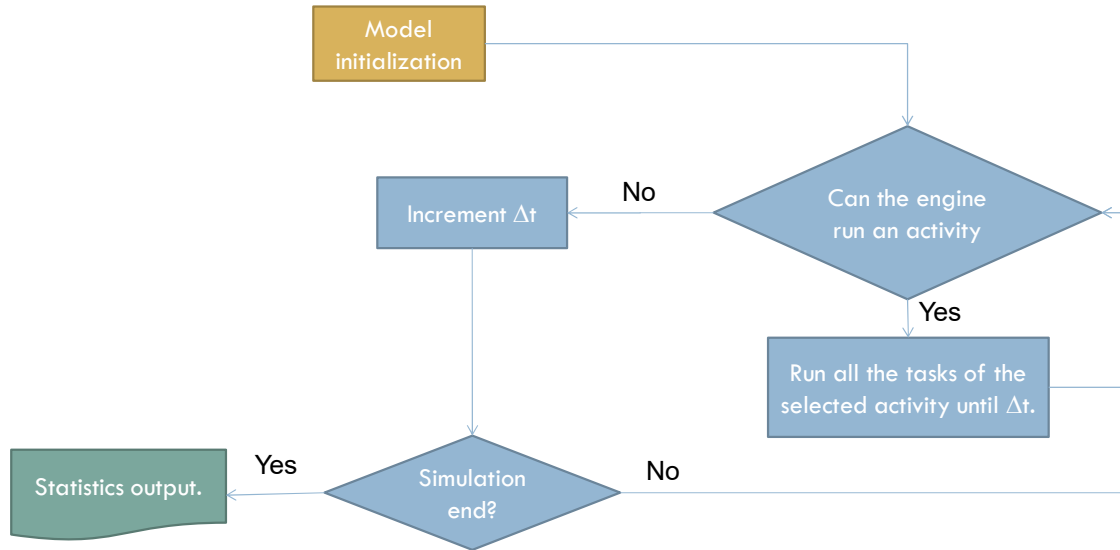 Model
initialization
Can the engine
run an activity
No
Increment Δt
Yes
Run all the tasks of the
selected activity until Δt.
Simulation
end?
Yes
No
Statistics output.